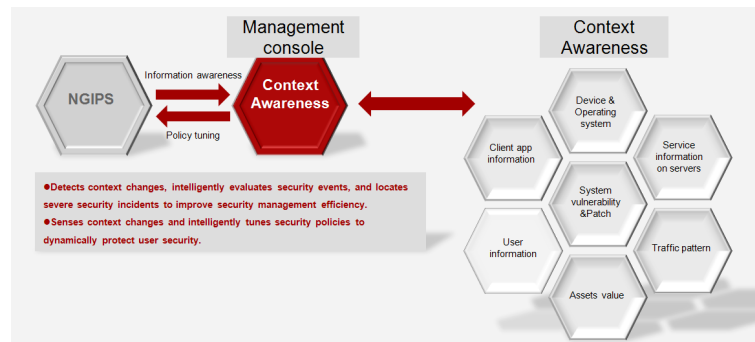 Management
console
Context
Awareness
NGIPS
Information awareness
Policy tuning
Context
Awareness
Device &
Operating
system
Client app
information
Service
information
on servers
System
vulnerability
&Patch
User
information
Traffic pattern
Assets value
●Detects context changes, intelligently evaluates security events, and locates
severe security incidents to improve security management efficiency.
●Senses context changes and intelligently tunes security policies to
dynamically protect user security.